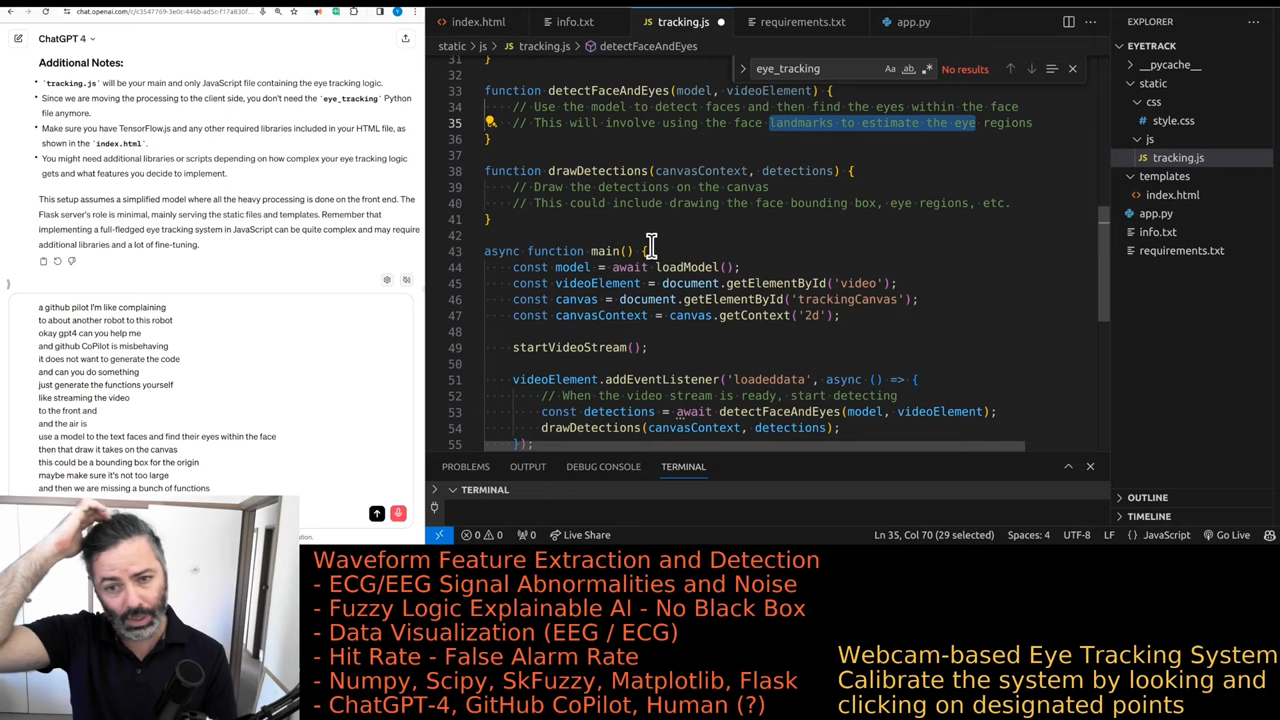 chat.openai.com/c/c3547769-3e0c-446b-ad5c-f17a830f...
ChatGPT 4
Additional Notes:
• `tracking.js` will be your main and only JavaScript file containing the eye tracking logic.
• Since we are moving the processing to the client side, you don't need the `eye_tracking` Python
file anymore.
• Make sure you have TensorFlow.js and any other required libraries included in your HTML file, as
shown in the `index.html`.
• You might need additional libraries or scripts depending on how complex your eye tracking logic
gets and what features you decide to implement.
This setup assumes a simplified model where all the heavy processing is done on the front end. The
Flask server's role is minimal, mainly serving the static files and templates. Remember that
implementing a full-fledged eye tracking system in JavaScript can be quite complex and may require
additional libraries and a lot of fine-tuning.
a github pilot I'm like complaining
to about another robot to this robot
okay gpt4 can you help me
and github CoPilot is misbehaving
it does not want to generate the code
and can you do something
just generate the functions yourself
like streaming the video
to the front and
and the air is
use a model to the text faces and find their eyes within the face
then that draw it takes on the canvas
this could be a bounding box for the origin
maybe make sure it's not too large
and then we are missing a bunch of functions
index.html
info.txt
tracking.js
requirements.txt
app.py
static > js > tracking.js > detectFaceAndEyes
eye_tracking
Aa ab
No results
31 }
32
33 function detectFaceAndEyes(model, videoElement) {
34 // Use the model to detect faces and then find the eyes within the face
35 // This will involve using the face landmarks to estimate the eye regions
36 }
37
38 function drawDetections(canvasContext, detections) {
39 // Draw the detections on the canvas
40 // This could include drawing the face bounding box, eye regions, etc.
41 }
42
43 async function main() {
44 const model = await loadModel();
45 const videoElement = document.getElementById('video');
46 const canvas = document.getElementById('trackingCanvas');
47 const canvasContext = canvas.getContext('2d');
48
49 startVideoStream();
50
51 videoElement.addEventListener('loadeddata', async () => {
52 // When the video stream is ready, start detecting
53 const detections = await detectFaceAndEyes(model, videoElement);
54 drawDetections(canvasContext, detections);
55 });
PROBLEMS OUTPUT DEBUG CONSOLE TERMINAL
TERMINAL
0 0 0 Live Share
Ln 35, Col 70 (29 selected) Spaces: 4 UTF-8 LF {} JavaScript Go Live
EXPLORER
EYETRACK
__pycache__
static
css
style.css
js
tracking.js
templates
index.html
app.py
info.txt
requirements.txt
OUTLINE
TIMELINE
Waveform Feature Extraction and Detection
- ECG/EEG Signal Abnormalities and Noise
- Fuzzy Logic Explainable AI - No Black Box
- Data Visualization (EEG / ECG)
- Hit Rate - False Alarm Rate
- Numpy, Scipy, SkFuzzy, Matplotlib, Flask
- ChatGPT-4, GitHub CoPilot, Human (?)
Webcam-based Eye Tracking System
Calibrate the system by looking and
clicking on designated points